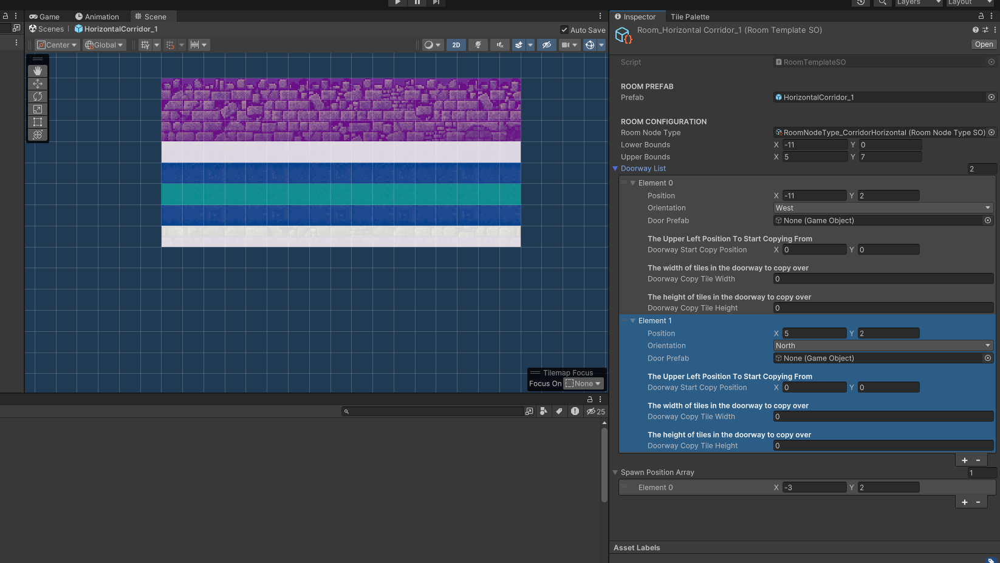 Layers
Layout
Game
Animation
Scene
Inspector
Tile Palette
Scenes
HorizontalCorridor_1
Auto Save
Room_Horizontal Corridor_1 (Room Template SO)
Open
Center
Global
2D
Script
RoomTemplateSO
ROOM PREFAB
Prefab
HorizontalCorridor_1
ROOM CONFIGURATION
Room Node Type
RoomNodeType_CorridorHorizontal (Room Node Type SO)
Lower Bounds
X -11 Y 0
Upper Bounds
X 5 Y 7
Doorway List
2
Element 0
Position
X -11 Y 2
Orientation
West
Door Prefab
None (Game Object)
The Upper Left Position To Start Copying From
Doorway Start Copy Position
X 0 Y 0
The width of tiles in the doorway to copy over
Doorway Copy Tile Width
0
The height of tiles in the doorway to copy over
Doorway Copy Tile Height
0
Element 1
Position
X 5 Y 2
Orientation
North
Door Prefab
None (Game Object)
The Upper Left Position To Start Copying From
Doorway Start Copy Position
X 0 Y 0
The width of tiles in the doorway to copy over
Doorway Copy Tile Width
0
The height of tiles in the doorway to copy over
Doorway Copy Tile Height
0
Spawn Position Array
1
Element 0
X -3 Y 2
Asset Labels
Tilemap Focus
Focus On None
25